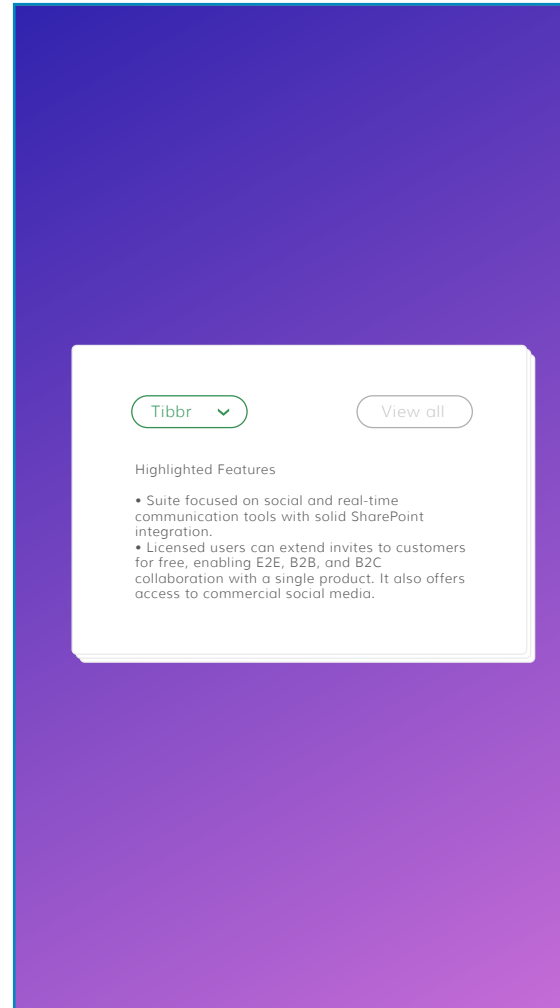 Tibbr
View all
Highlighted Features
• Suite focused on social and real-time
communication tools with solid SharePoint
integration.
• Licensed users can extend invites to customers
for free, enabling E2E, B2B, and B2C
collaboration with a single product. It also offers
access to commercial social media.